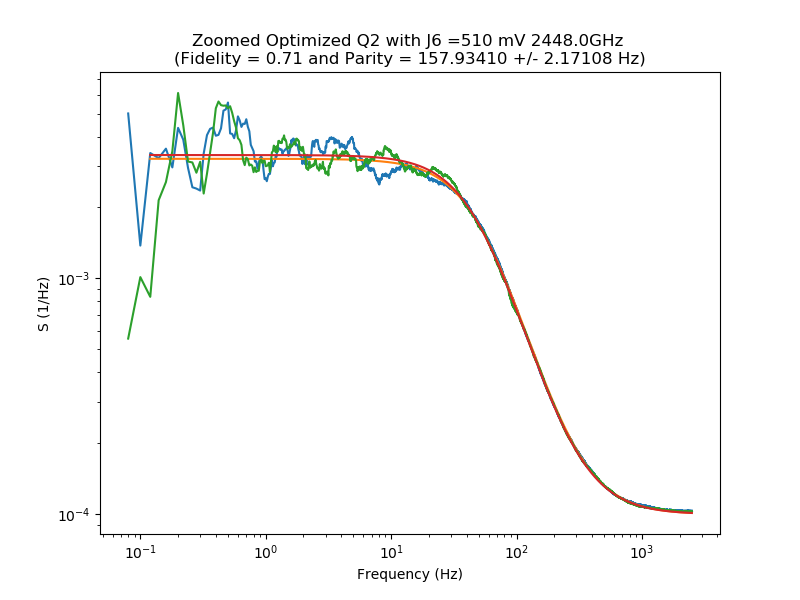 Zoomed Optimized Q2 with J6 =510 mV 2448.0GHz
(Fidelity = 0.71 and Parity = 157.93410 +/- 2.17108 Hz)
S (1/Hz)
10⁻³
10⁻⁴
10⁻¹ 10⁰ 10¹ 10² 10³
Frequency (Hz)